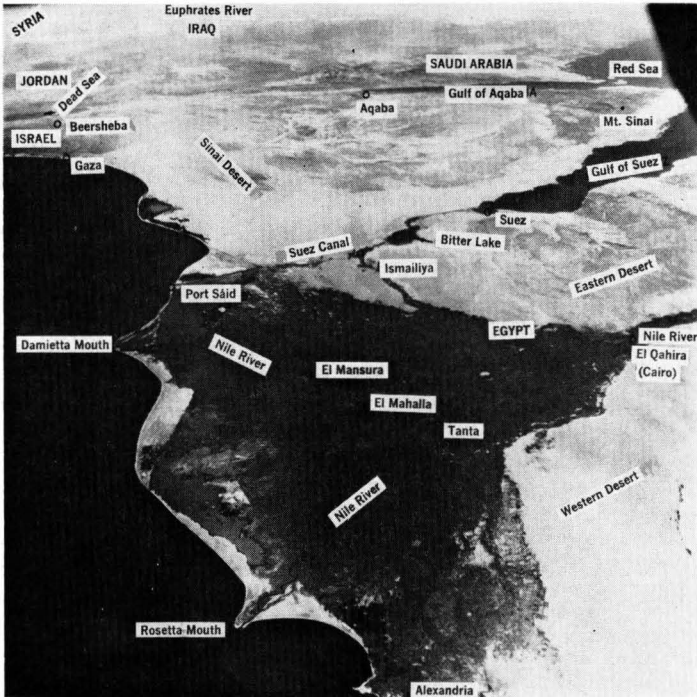 SYRIA
Euphrates River
IRAQ
JORDAN
Dead Sea
SAUDI ARABIA
Red Sea
Gulf of Aqaba IA
Aqaba
ISRAEL
Beersheba
Mt. Sinai
Gaza
Sinai Desert
Gulf of Suez
Suez
Suez Canal
Bitter Lake
Ismailiya
Eastern Desert
Port Sáid
EGYPT
Nile River
Damietta Mouth
Nile River
El Qahira
(Cairo)
El Mansura
El Mahalla
Tanta
Western Desert
Nile River
Rosetta Mouth
Alexandria